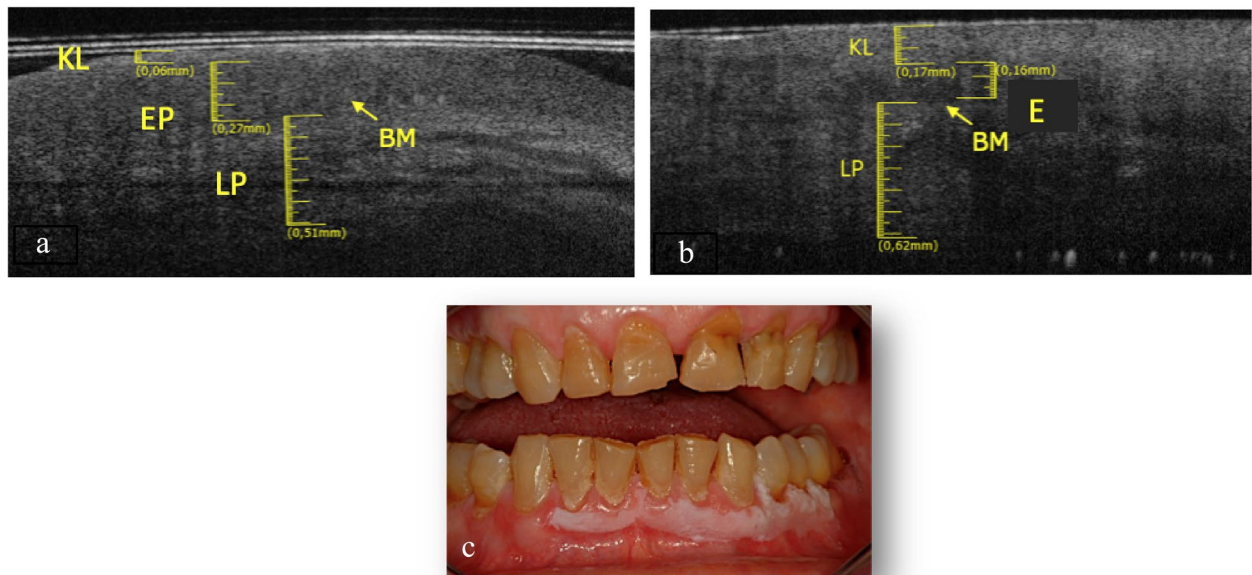 KL
(0,06mm)
EP
(0,27mm)
BM
LP
(0,51mm)
a
KL
(0,17mm)
(0,16mm)
E
BM
LP
(0,62mm)
b
c